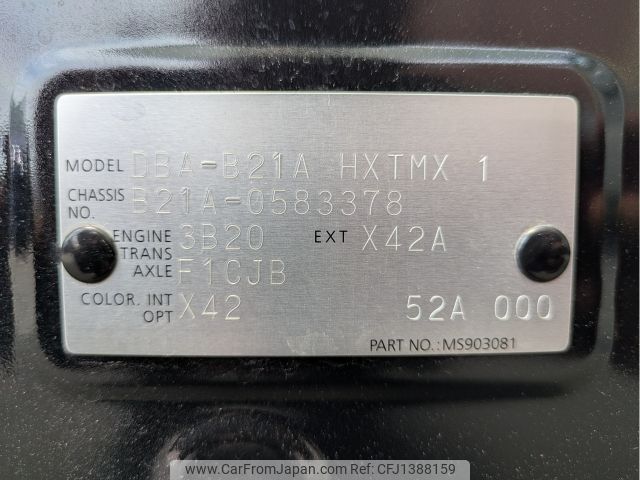 MODEL DBA-B21A HXTMX 1
CHASSIS NO. B21A-0583378
ENGINE 3B20 EXT X42A
TRANS AXLE F1CJB
COLOR. INT OPT X42 52A 000
PART NO.: MS903081
www.CarFromJapan.com - CFJ1388159